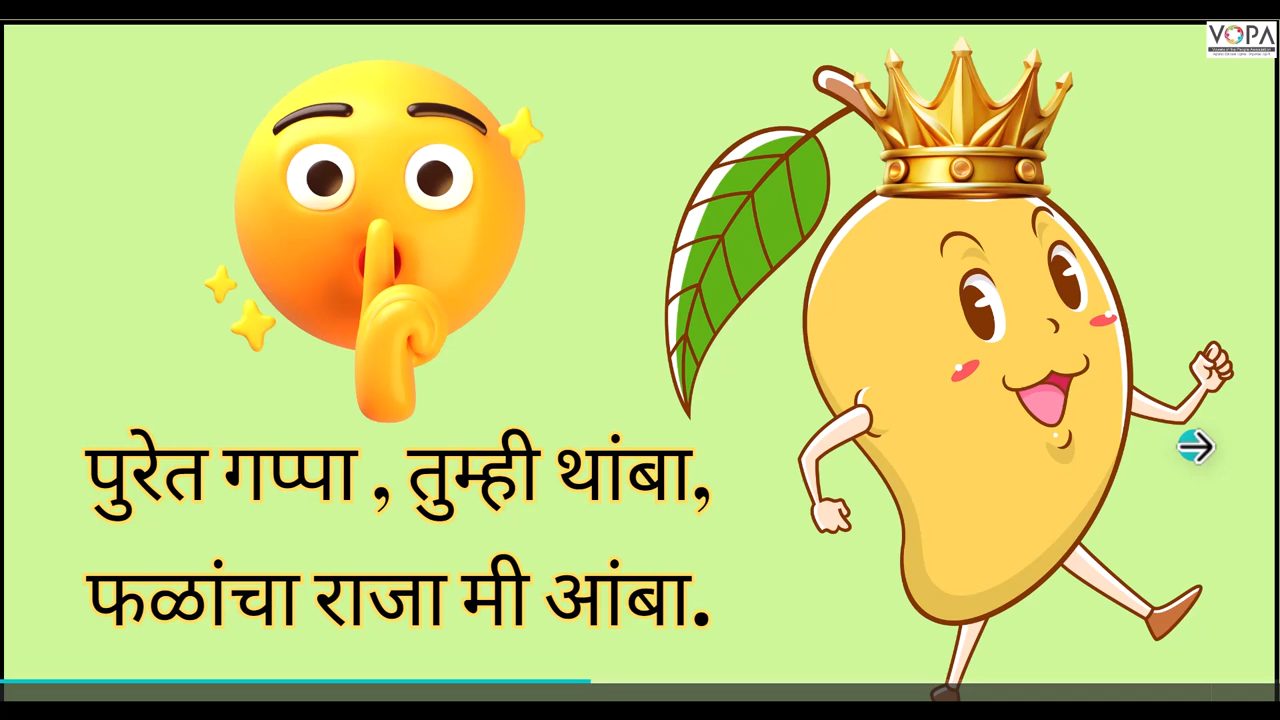 VOPA
पुरेत गप्पा , तुम्ही थांबा,
फळांचा राजा मी आंबा.